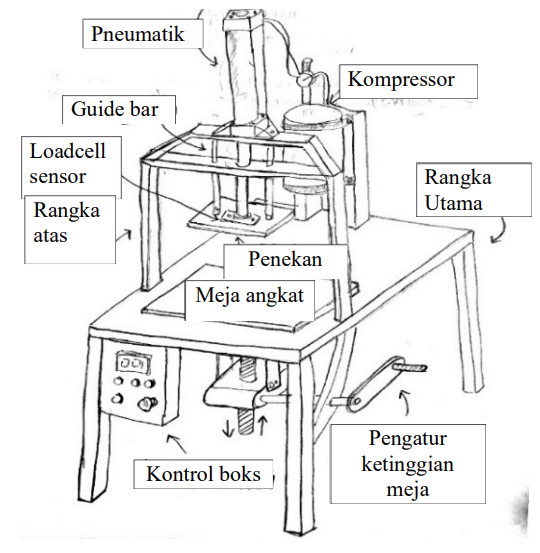 Pneumatik
Kompressor
Guide bar
Loadcell
sensor
Rangka
atas
Rangka
Utama
Penekan
Meja angkat
Kontrol boks
Pengatur
ketinggian
meja